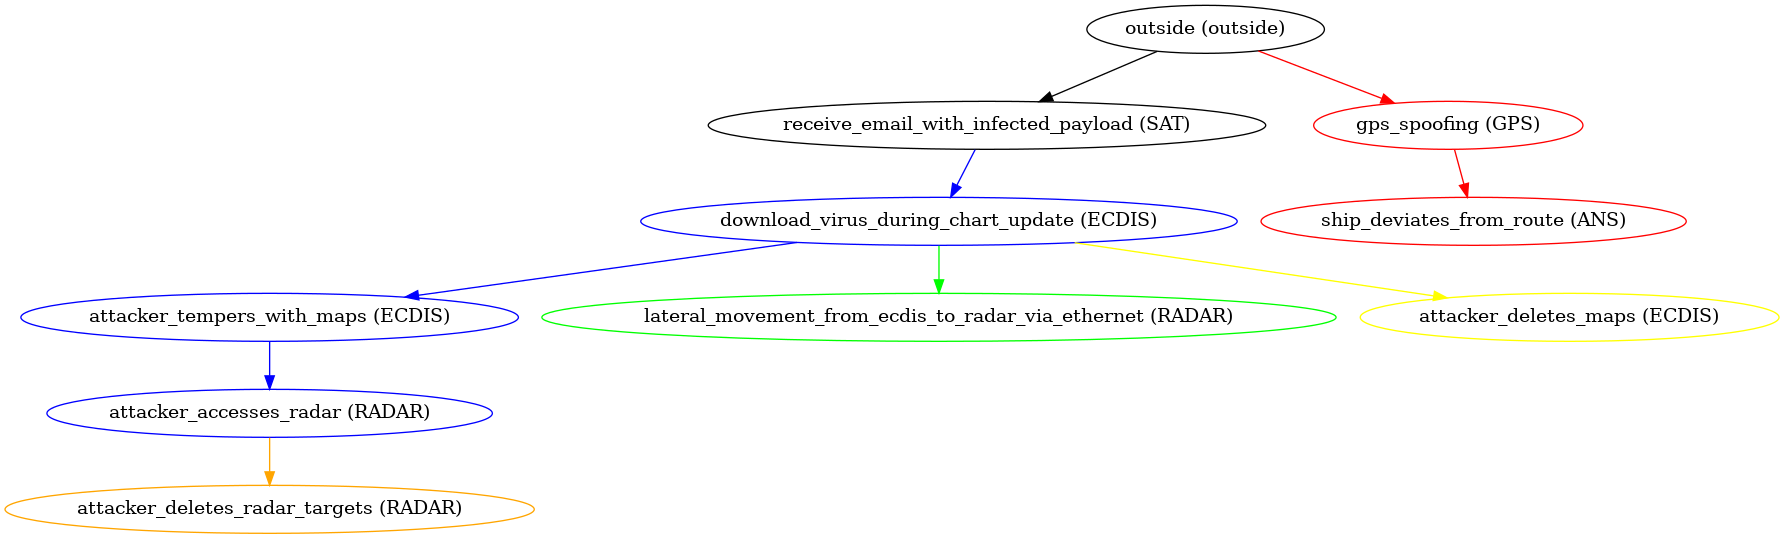 outside (outside)
receive_email_with_infected_payload (SAT)
gps_spoofing (GPS)
download_virus_during_chart_update (ECDIS)
ship_deviates_from_route (ANS)
attacker_tempers_with_maps (ECDIS)
lateral_movement_from_ecdis_to_radar_via_ethernet (RADAR)
attacker_deletes_maps (ECDIS)
attacker_accesses_radar (RADAR)
attacker_deletes_radar_targets (RADAR)